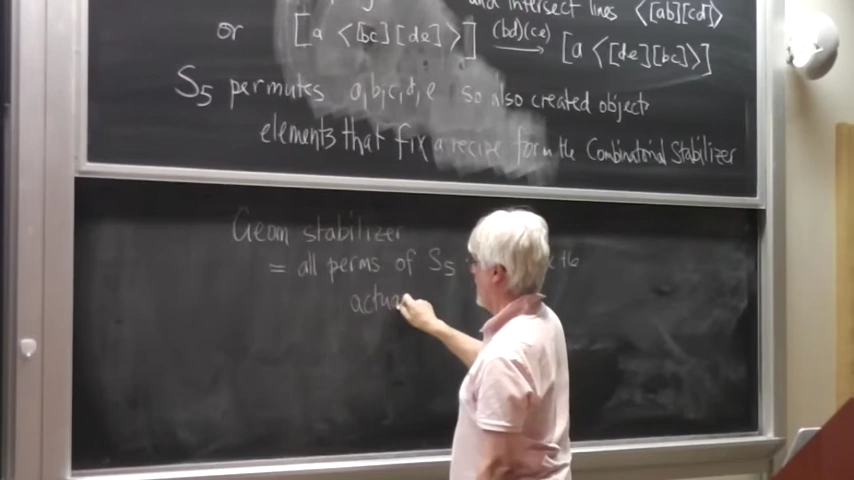 and intersect lines <[ab][cd]>
or [a <[bc][de]>] (bd)(ce) → [a <[de][bc]>]
S5 permutes a,b,c,d,e so also created objects
elements that fix a recipe form the Combinatorial Stabilizer
Geom stabilizer
= all perms of S5
actua